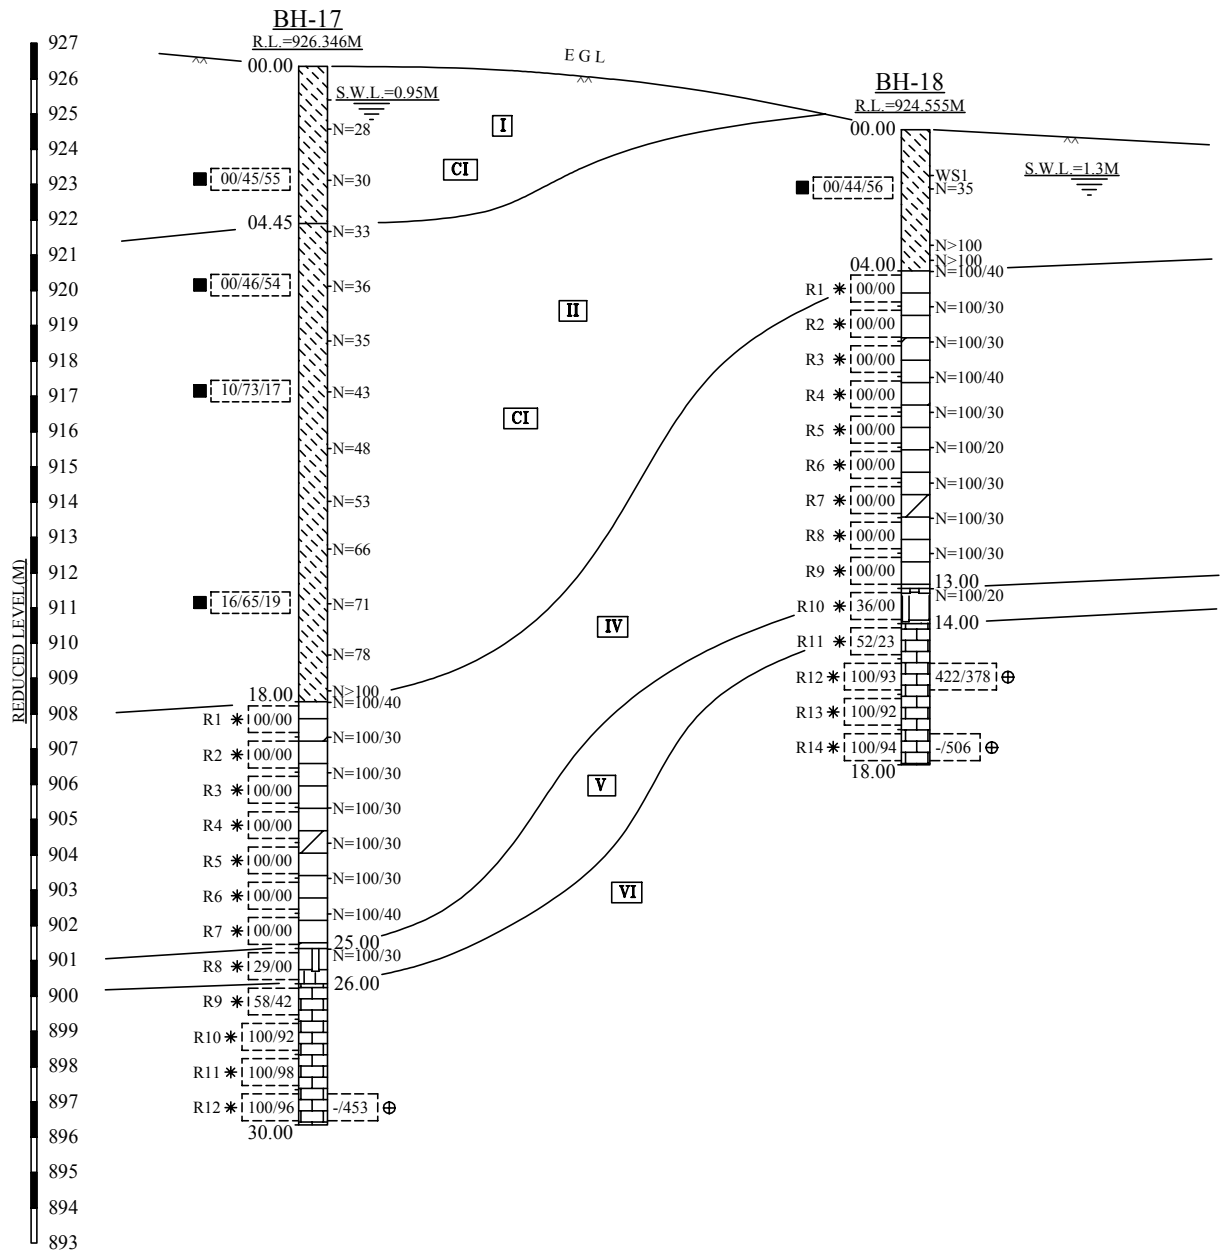 REDUCED LEVEL(M)
927
926
925
924
923
922
921
920
919
918
917
916
915
914
913
912
911
910
909
908
907
906
905
904
903
902
901
900
899
898
897
896
895
894
893
BH-17
R.L.=926.346M
00.00
S.W.L.=0.95M
N=28
00/45/55
N=30
04.45
N=33
00/46/54
N=36
N=35
10/73/17
N=43
N=48
N=53
N=66
16/65/19
N=71
N=78
N>100
18.00
N=100/40
R1 00/00
N=100/30
R2 00/00
N=100/30
R3 00/00
N=100/30
R4 00/00
N=100/30
R5 00/00
N=100/30
R6 00/00
N=100/40
R7 00/00
25.00
N=100/30
R8 29/00
26.00
R9 58/42
R10 100/92
R11 100/98
R12 100/96 -/453
30.00
E G L
I
CI
II
CI
IV
V
VI
BH-18
R.L.=924.555M
00.00
S.W.L.=1.3M
WS1
00/44/56
N=35
N>100
N>100
04.00
N=100/40
R1 00/00
N=100/30
R2 00/00
N=100/30
R3 00/00
N=100/40
R4 00/00
N=100/30
R5 00/00
N=100/20
R6 00/00
N=100/30
R7 00/00
N=100/30
R8 00/00
N=100/30
R9 00/00
13.00
N=100/20
R10 36/00
14.00
R11 52/23
R12 100/93 422/378
R13 100/92
R14 100/94 -/506
18.00